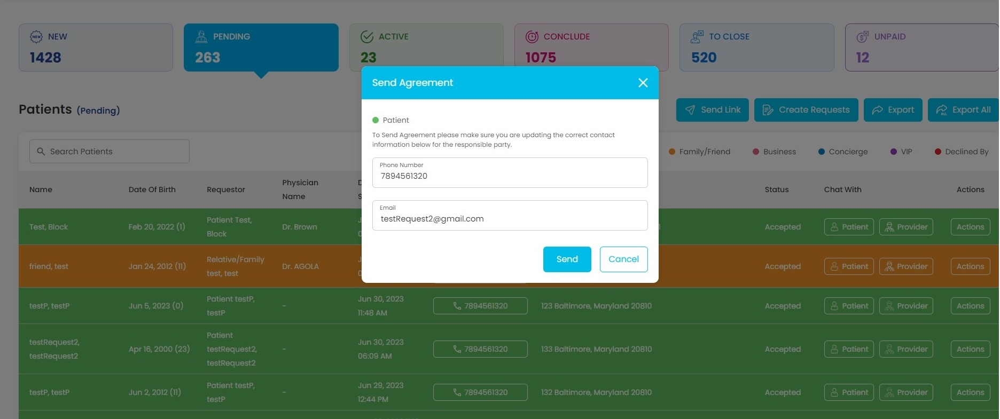 NEW
1428
PENDING
263
ACTIVE
23
CONCLUDE
1075
TO CLOSE
520
UNPAID
12
Send Agreement
Patients (Pending)
Send Link
Create Requests
Export
ALL
Export All
Patient
To Send Agreement please make sure you are updating the correct contact
information below for the responsible party.
Search Patients
Family/Friend
Business
Concierge
VIP
Declined By
Phone Number
7894561320
Name
Date Of Birth
Requestor
Physician
Name
Status
Chat With
Actions
Email
testRequest2@gmail.com
Test, Block
Feb 20, 2022 (1)
Patient Test,
Block
Dr. Brown
Accepted
Patient
Provider
Actions
Send
Cancel
friend, test
Jan 24, 2012 (11)
Relative/Family
test, test
Dr. AGOLA
Accepted
Patient
Provider
Actions
testP, testP
Jun 5, 2023 (0)
Patient testP,
testP
-
Jun 30, 2023
11:48 AM
7894561320
123 Baltimore, Maryland 20810
Accepted
Patient
Provider
Actions
testRequest2,
testRequest2
Apr 16, 2000 (23)
Patient
testRequest2,
testRequest2
-
Jun 30, 2023
06:09 AM
7894561320
133 Baltimore, Maryland 20810
Accepted
Patient
Provider
Actions
testP, testP
Jun 2, 2012 (11)
Patient testP,
testP
-
Jun 29, 2023
12:44 PM
7894561320
132 Baltimore, Maryland 20810
Accepted
Patient
Provider
Actions